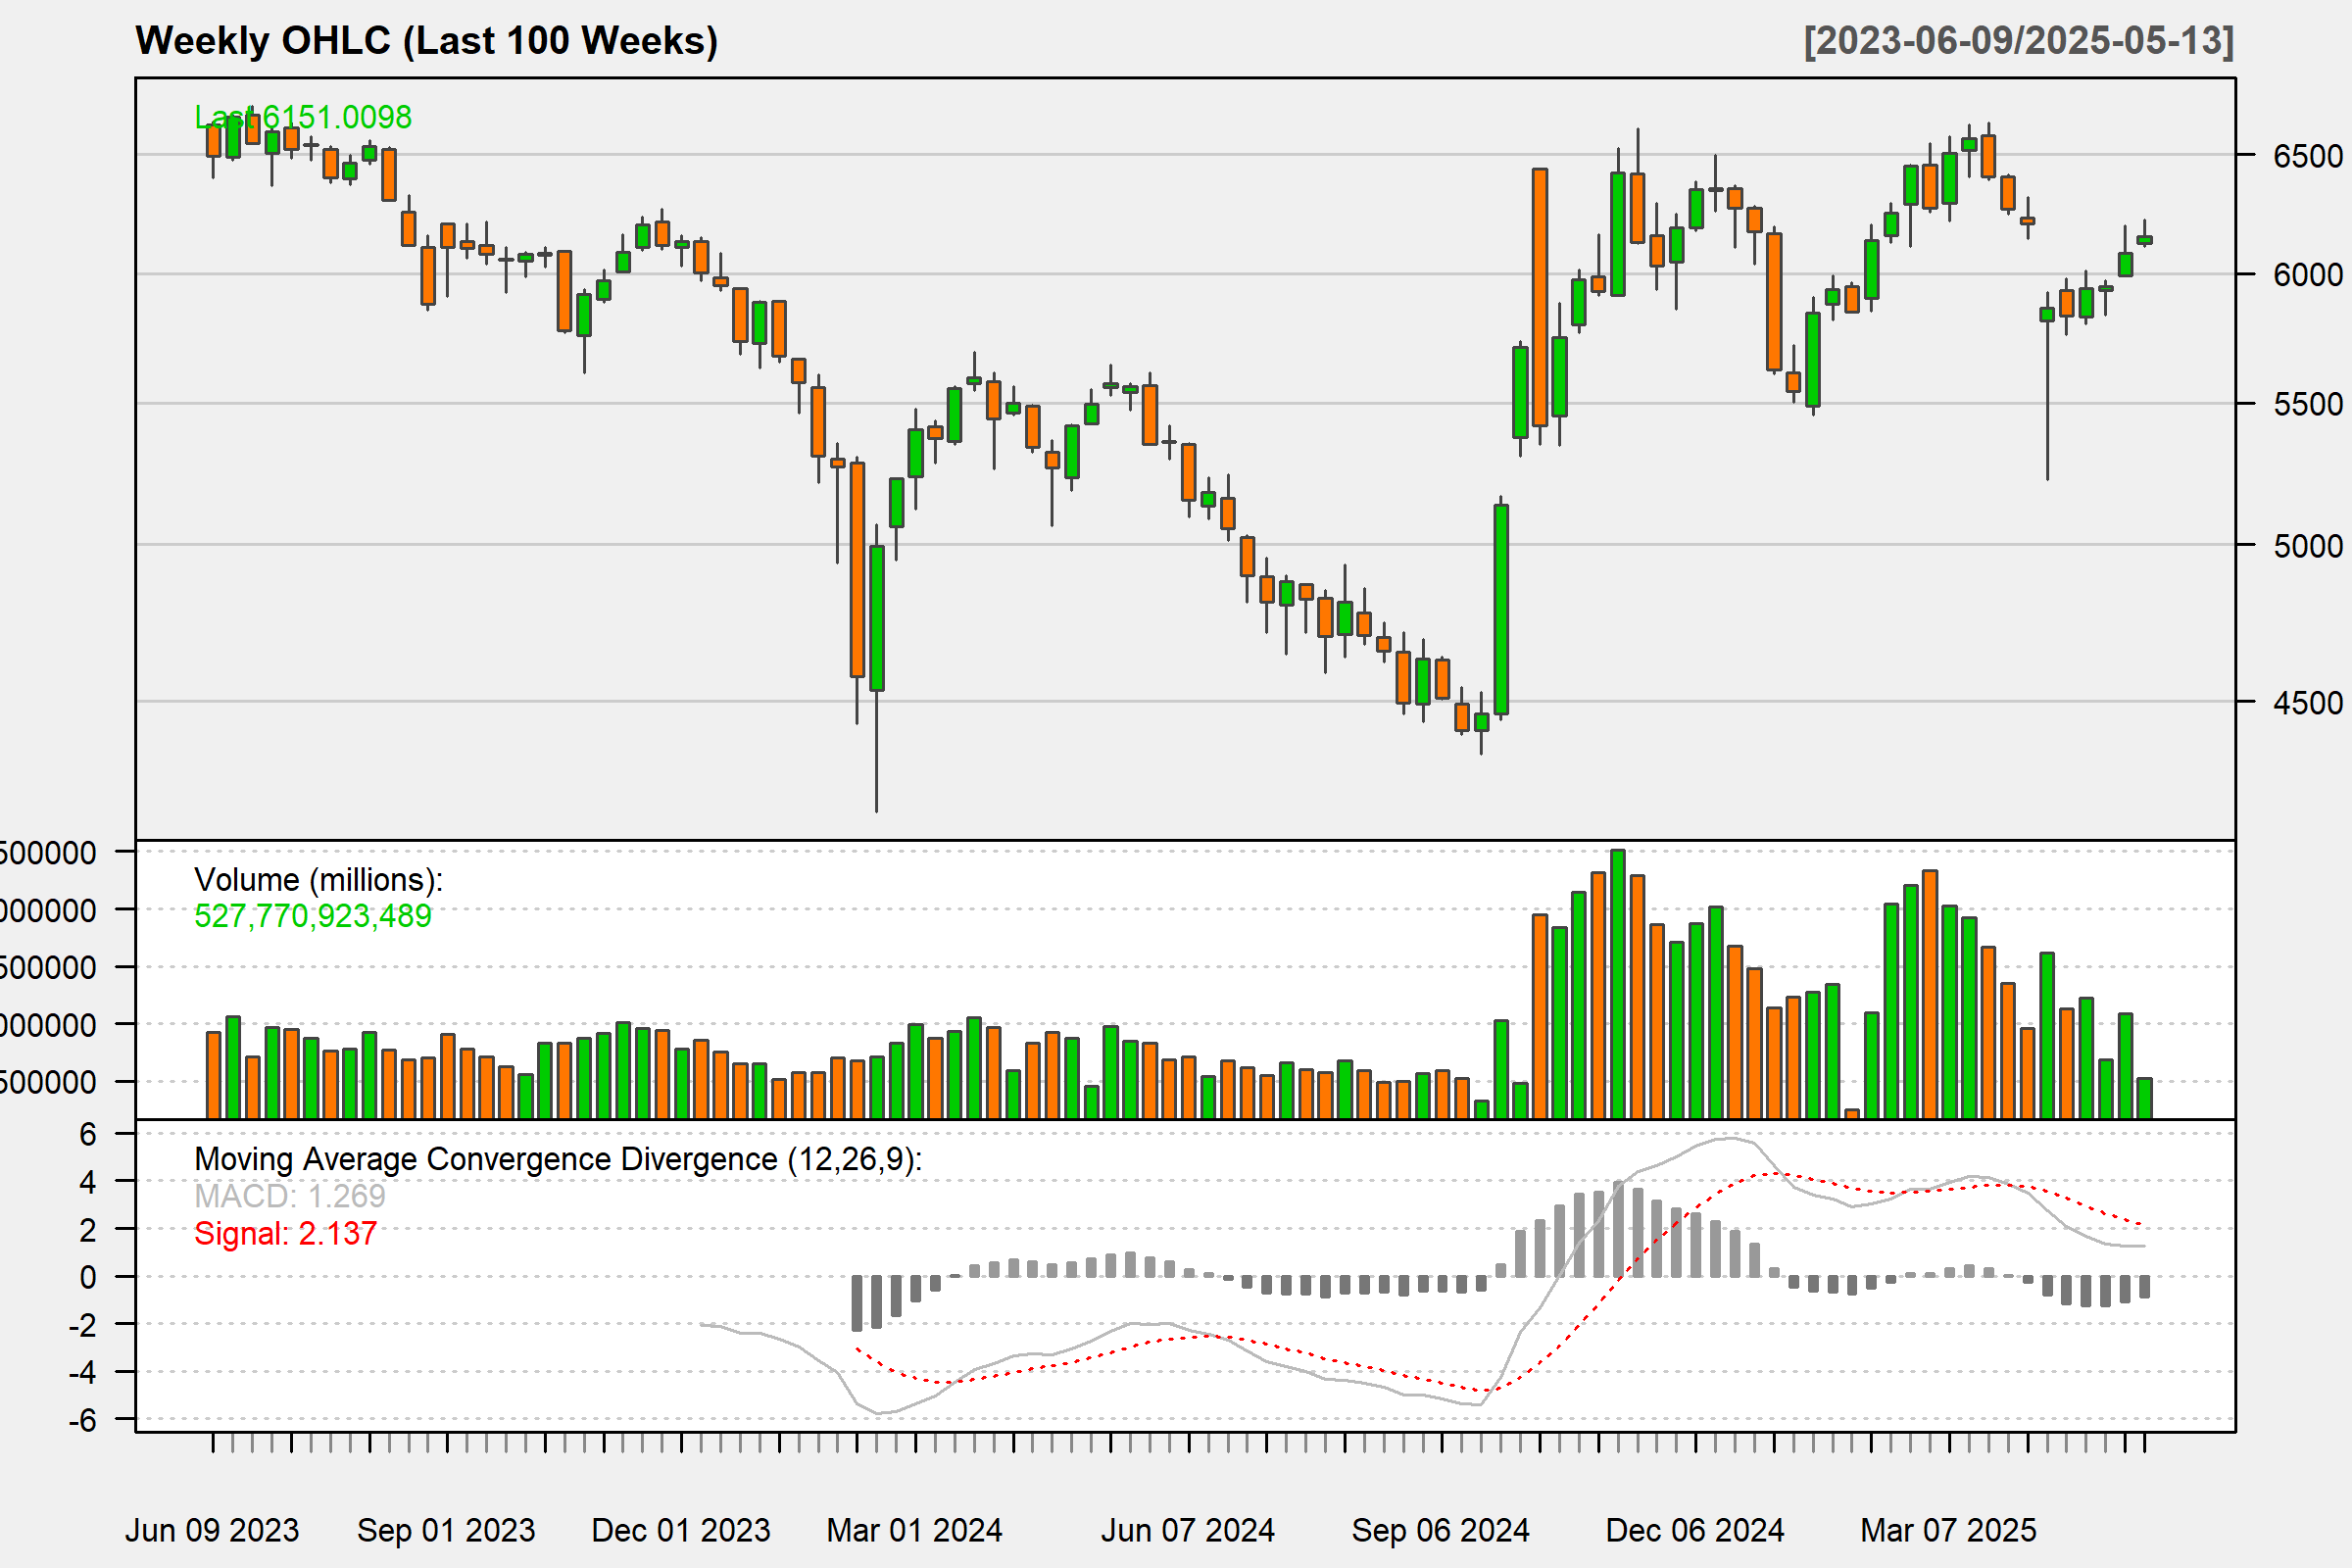 Weekly OHLC (Last 100 Weeks)
[2023-06-09/2025-05-13]
Last 6151.0098
6500
6000
5500
5000
4500
Volume (millions):
527,770,923,489
500000
000000
500000
000000
500000
Moving Average Convergence Divergence (12,26,9):
MACD: 1.269
Signal: 2.137
6
4
2
0
-2
-4
-6
Jun 09 2023
Sep 01 2023
Dec 01 2023
Mar 01 2024
Jun 07 2024
Sep 06 2024
Dec 06 2024
Mar 07 2025